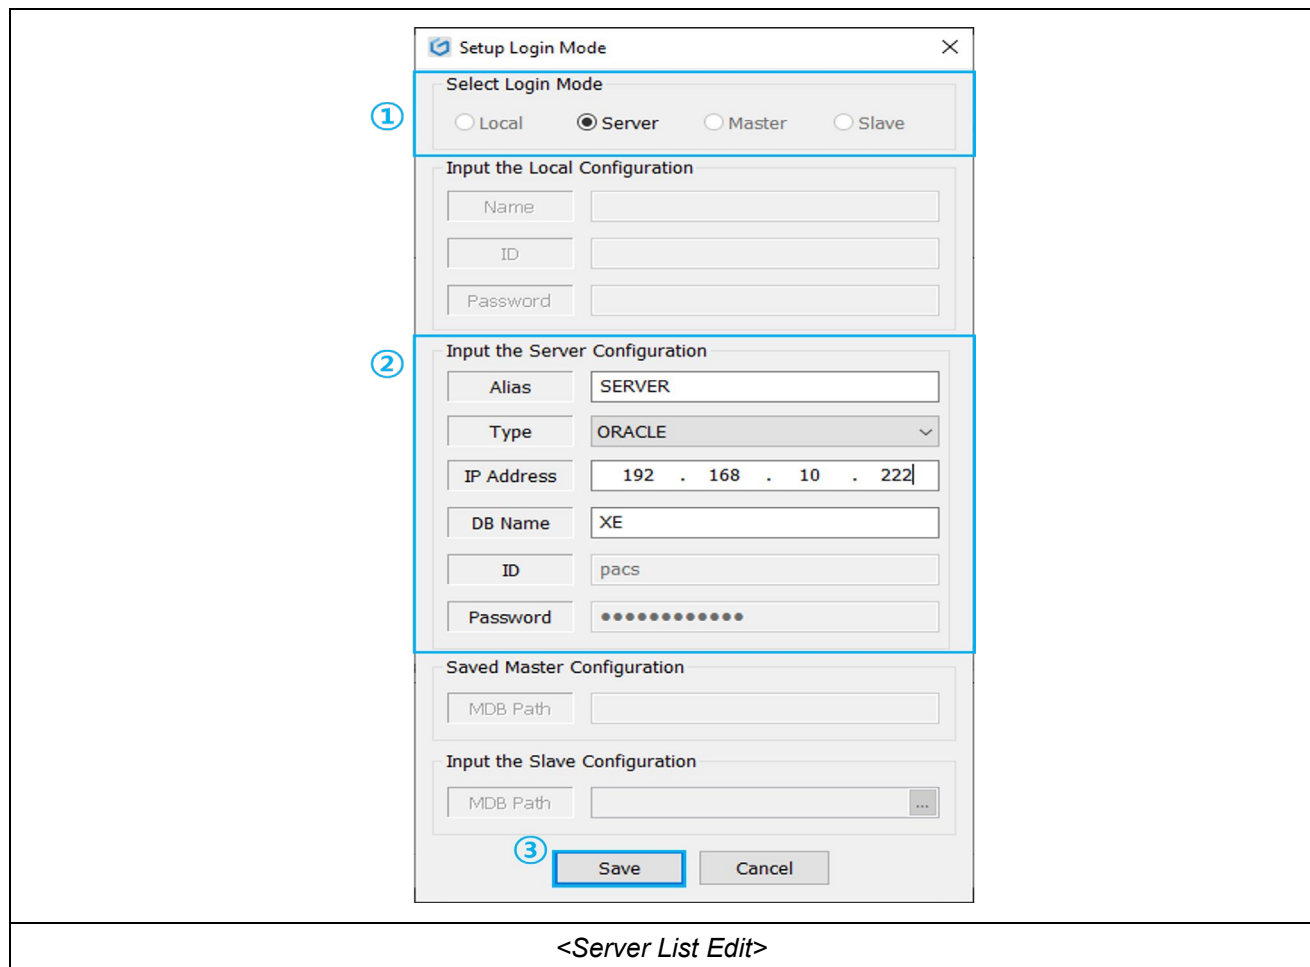 Setup Login Mode
Select Login Mode
① Local Server Master Slave
Input the Local Configuration
Name
ID
Password
② Input the Server Configuration
Alias SERVER
Type ORACLE
IP Address 192 . 168 . 10 . 222
DB Name XE
ID pacs
Password ●●●●●●●●●●●●
Saved Master Configuration
MDB Path
Input the Slave Configuration
MDB Path ...
③ Save Cancel
<Server List Edit>